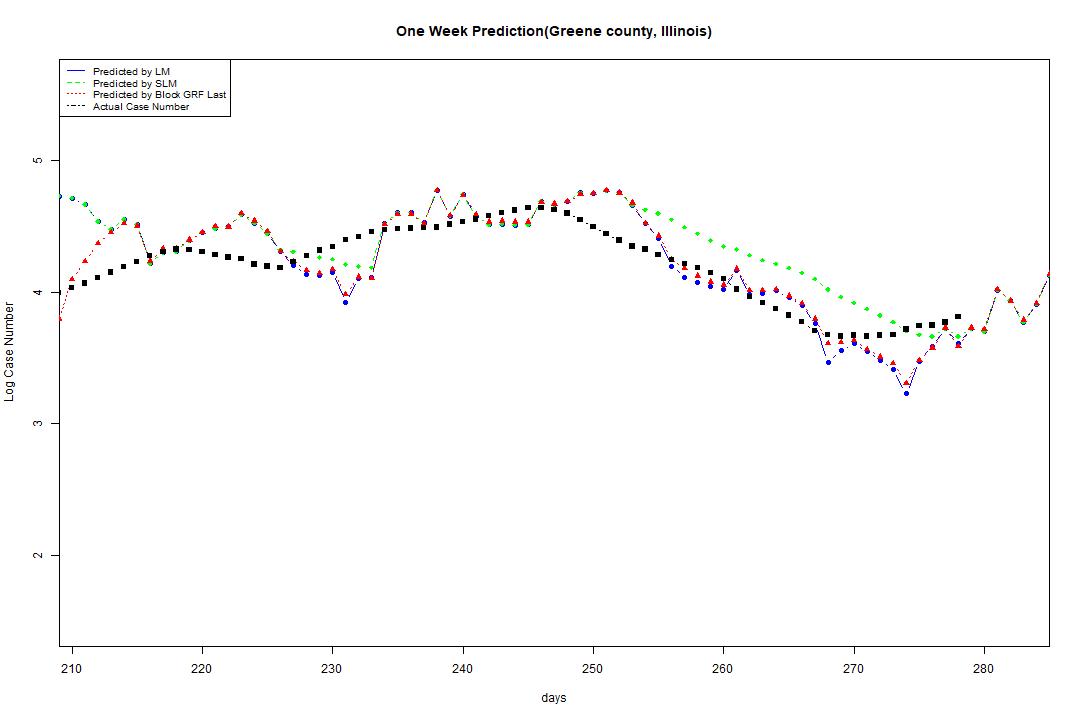 One Week Prediction(Greene county, Illinois)
Predicted by LM
Predicted by SLM
Predicted by Block GRF Last
Actual Case Number
5
4
3
2
Log Case Number
210 220 230 240 250 260 270 280
days